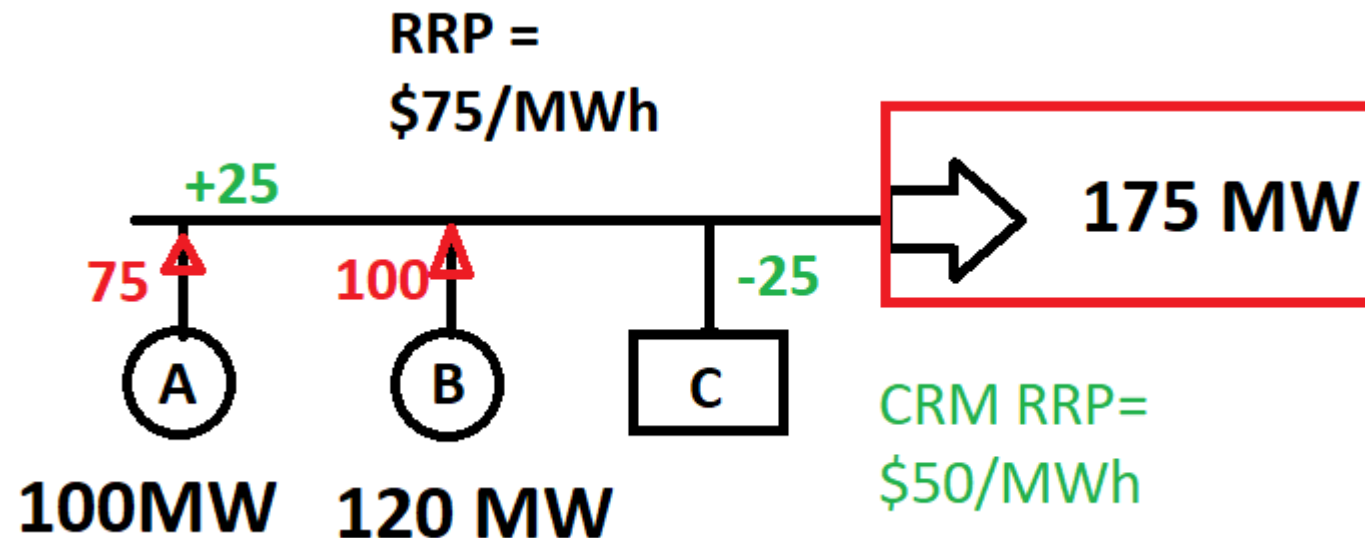 RRP =
$75/MWh
+25
175 MW
75
100
-25
A
B
C
CRM RRP=
$50/MWh
100MW
120 MW